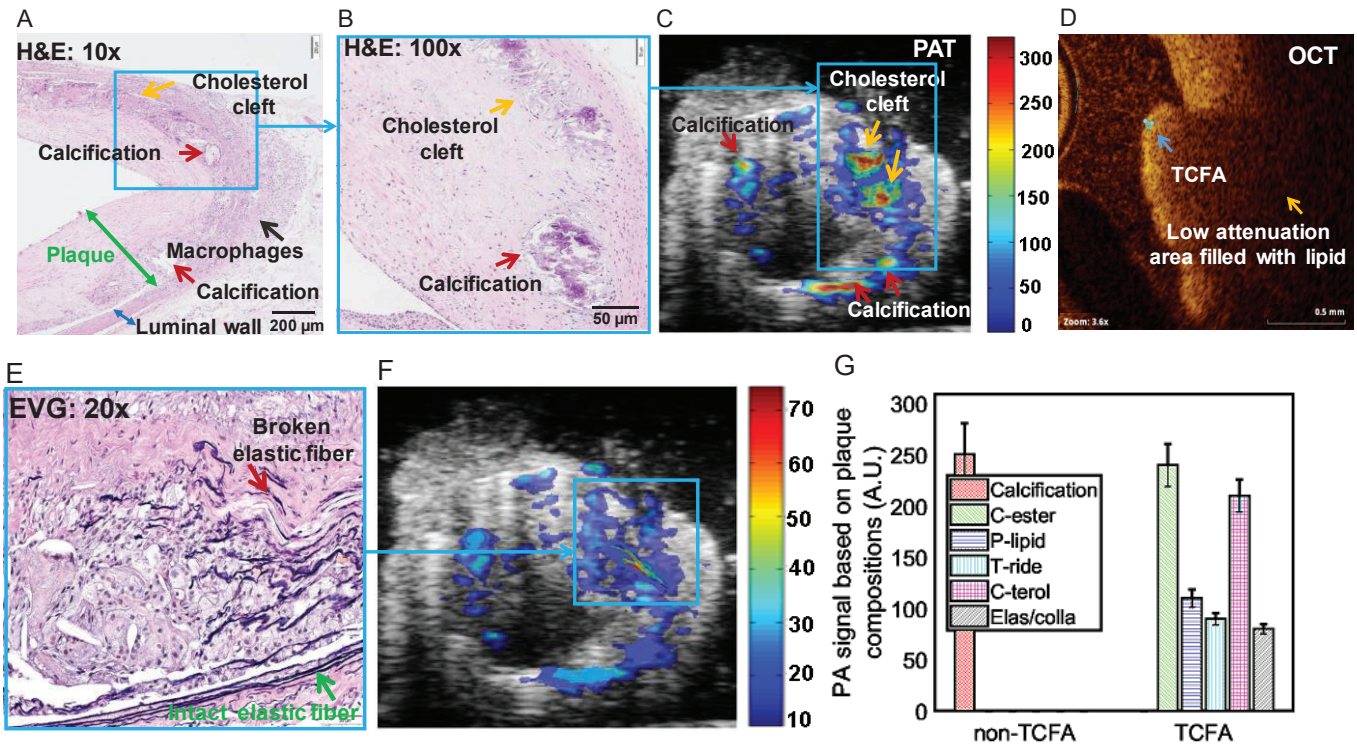 A
H&E: 10x
Cholesterol
cleft
Calcification
Macrophages
Plaque
Calcification
Luminal wall
200 µm
B
H&E: 100x
Cholesterol
cleft
Calcification
50 µm
C
PAT
Cholesterol
cleft
Calcification
Calcification
300
250
200
150
100
50
0
D
OCT
TCFA
Low attenuation
area filled with lipid
Zoom: 3.6x
0.5 mm
E
EVG: 20x
Broken
elastic fiber
Intact elastic fiber
F
70
60
50
40
30
20
10
G
PA signal based on plaque
compositions (A.U.)
300
250
200
150
100
50
0
Calcification
C-ester
P-lipid
T-ride
C-terol
Elas/colla
non-TCFA
TCFA